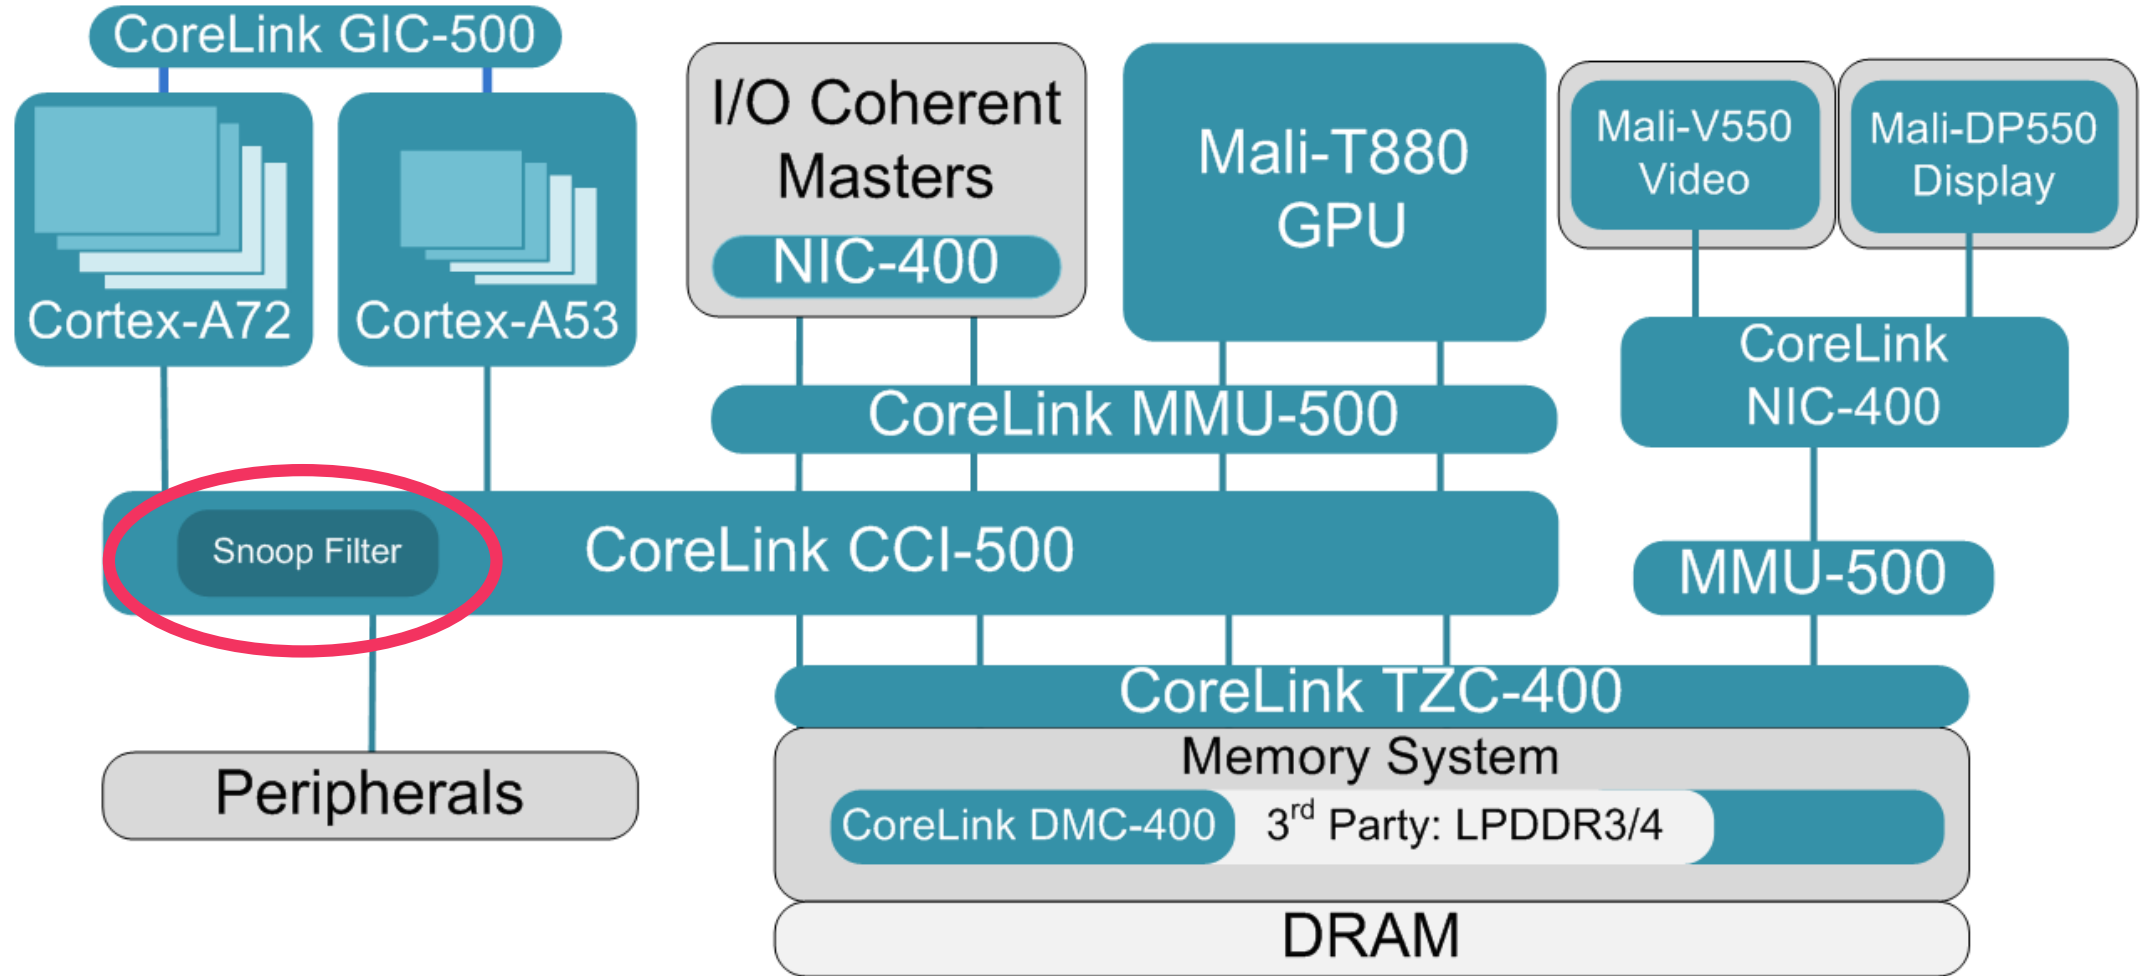 CoreLink GIC-500
Cortex-A72
Cortex-A53
I/O Coherent
Masters
NIC-400
Mali-T880
GPU
Mali-V550
Video
Mali-DP550
Display
CoreLink MMU-500
CoreLink
NIC-400
Snoop Filter
CoreLink CCI-500
MMU-500
CoreLink TZC-400
Peripherals
Memory System
CoreLink DMC-400
3rd Party: LPDDR3/4
DRAM